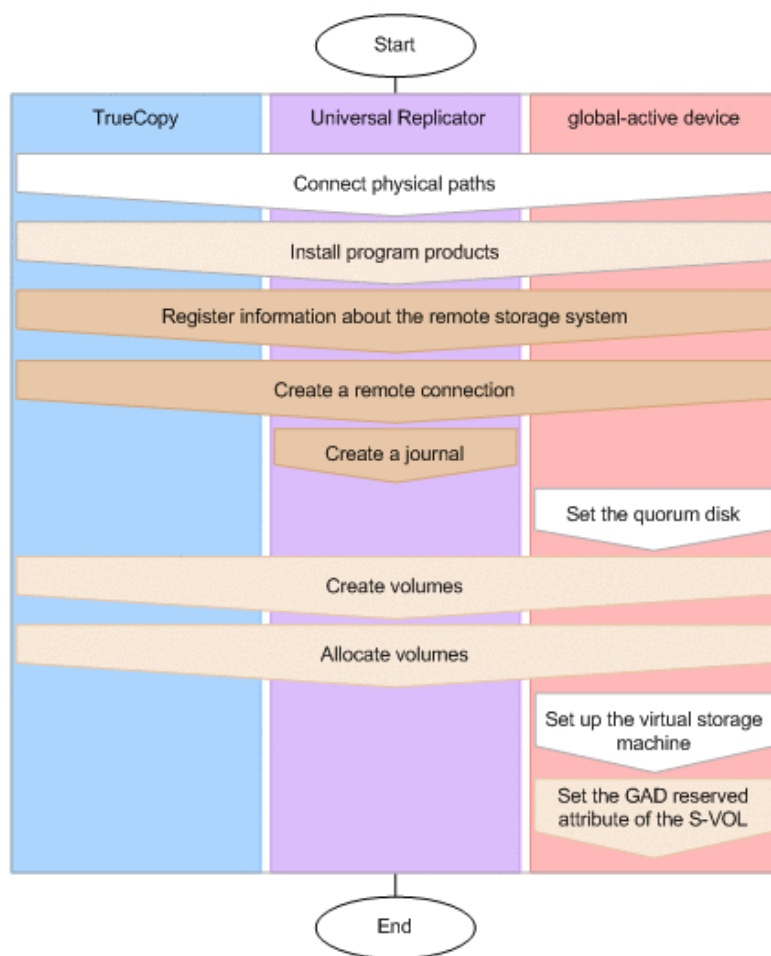 Start
TrueCopy
Universal Replicator
global-active device
Connect physical paths
Install program products
Register information about the remote storage system
Create a remote connection
Create a journal
Set the quorum disk
Create volumes
Allocate volumes
Set up the virtual storage
machine
Set the GAD reserved
attribute of the S-VOL
End